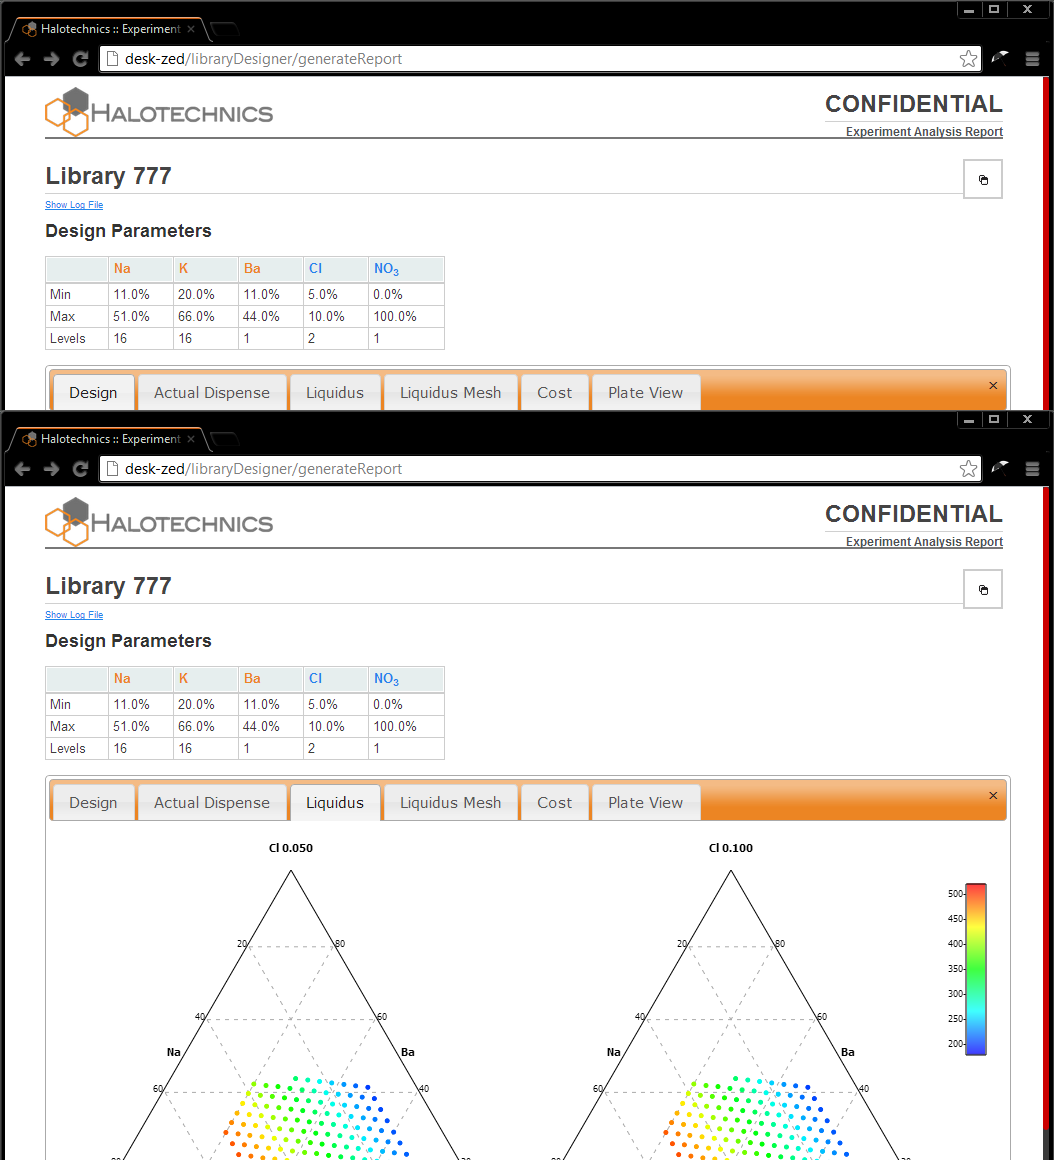 Halotechnics :: Experiment
desk-zed/libraryDesigner/generateReport
HALOTECHNICS
CONFIDENTIAL
Experiment Analysis Report
Library 777
Show Log File
Design Parameters
Na K Ba Cl NO3
Min 11.0% 20.0% 11.0% 5.0% 0.0%
Max 51.0% 66.0% 44.0% 10.0% 100.0%
Levels 16 16 1 2 1
Design Actual Dispense Liquidus Liquidus Mesh Cost Plate View
Halotechnics :: Experiment
desk-zed/libraryDesigner/generateReport
HALOTECHNICS
CONFIDENTIAL
Experiment Analysis Report
Library 777
Show Log File
Design Parameters
Na K Ba Cl NO3
Min 11.0% 20.0% 11.0% 5.0% 0.0%
Max 51.0% 66.0% 44.0% 10.0% 100.0%
Levels 16 16 1 2 1
Design Actual Dispense Liquidus Liquidus Mesh Cost Plate View
Cl 0.050 Cl 0.100
500
450
20 80 20 80 400
350
300
40 60 40 60 250
200
Na Ba Na Ba
60 40 60 40